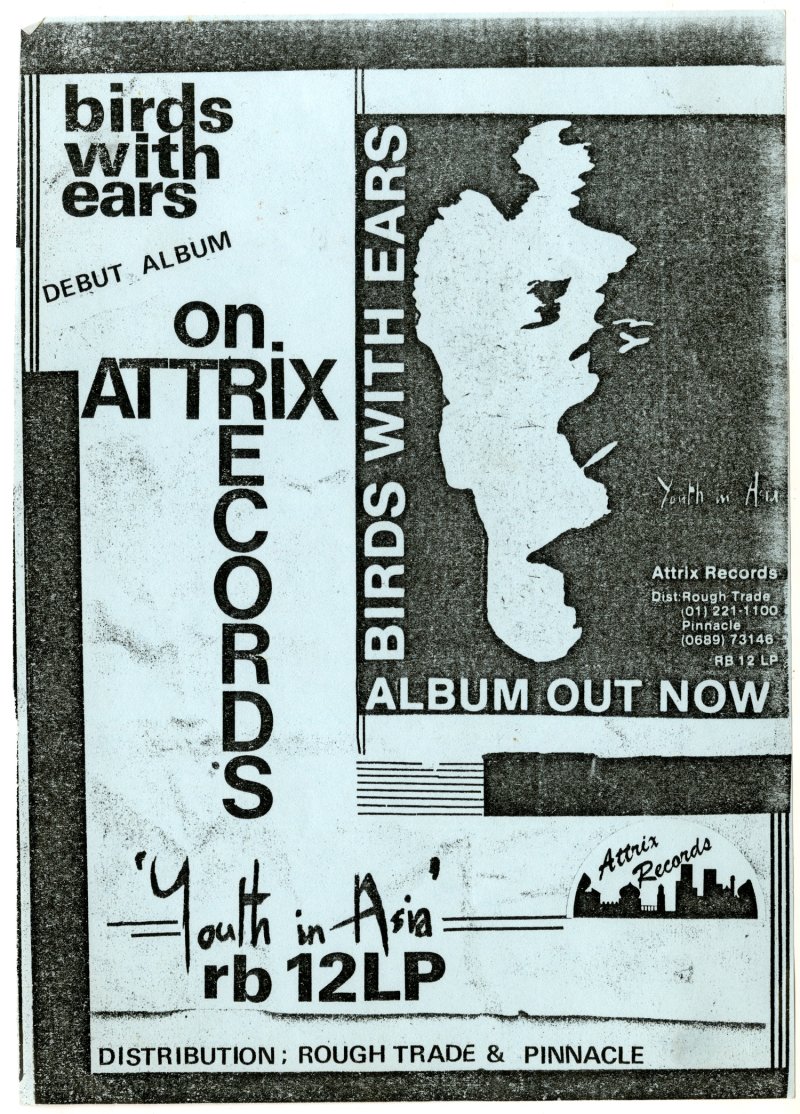 birds
with
ears
DEBUT ALBUM
on
ATTRIX
RECORDS
BIRDS WITH EARS
Youth in Asia
Attrix Records
Dist: Rough Trade
(01) 221-1100
Pinnacle
(0689) 73146
RB 12 LP
ALBUM OUT NOW
Attrix
Records
'Youth in Asia'
rb 12LP
DISTRIBUTION; ROUGH TRADE & PINNACLE